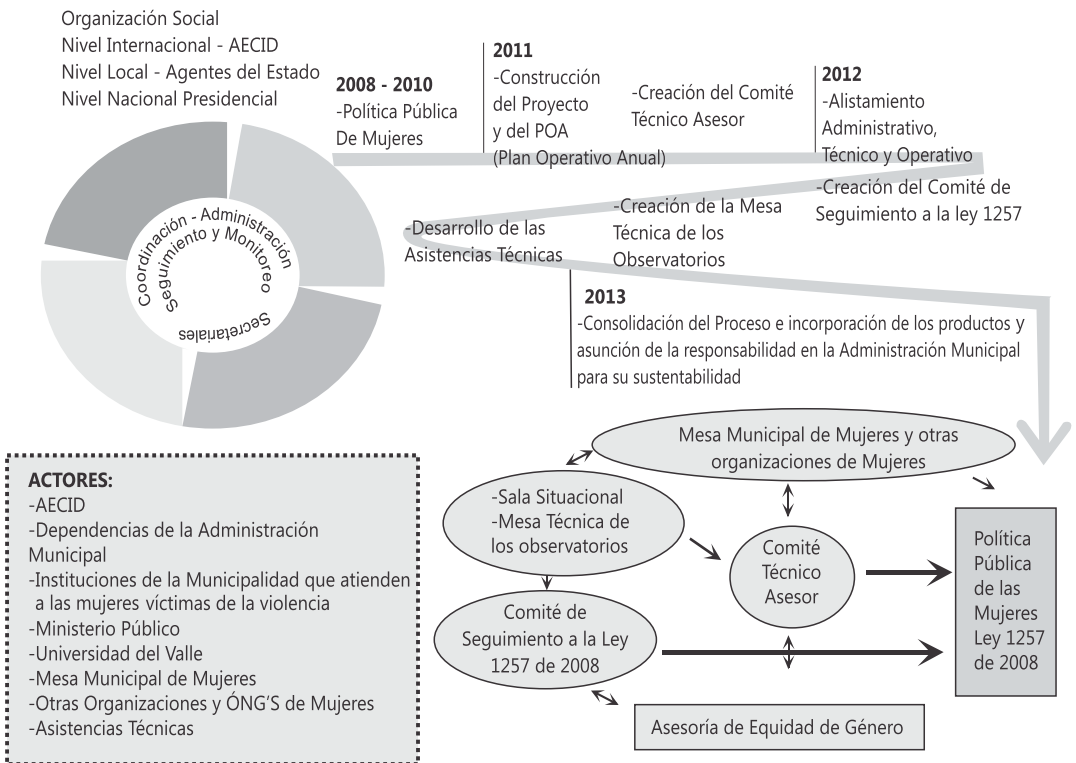 Organización Social
Nivel Internacional - AECID
Nivel Local - Agentes del Estado
Nivel Nacional Presidencial
Coordinación - Administración
Seguimiento y Monitoreo
Secretariales
2008 - 2010
-Política Pública
De Mujeres
2011
-Construcción
del Proyecto
y del POA
(Plan Operativo Anual)
-Creación del Comité
Técnico Asesor
2012
-Alistamiento
Administrativo,
Técnico y Operativo
-Creación del Comité de
Seguimiento a la ley 1257
-Creación de la Mesa
Técnica de los
Observatorios
-Desarrollo de las
Asistencias Técnicas
2013
-Consolidación del Proceso e incorporación de los productos y
asunción de la responsabilidad en la Administración Municipal
para su sustentabilidad
ACTORES:
-AECID
-Dependencias de la Administración
Municipal
-Instituciones de la Municipalidad que atienden
a las mujeres víctimas de la violencia
-Ministerio Público
-Universidad del Valle
-Mesa Municipal de Mujeres
-Otras Organizaciones y ÓNG'S de Mujeres
-Asistencias Técnicas
Mesa Municipal de Mujeres y otras
organizaciones de Mujeres
-Sala Situacional
-Mesa Técnica de
los observatorios
Comité
Técnico
Asesor
Comité de
Seguimiento a la Ley
1257 de 2008
Asesoría de Equidad de Género
Política
Pública
de las
Mujeres
Ley 1257
de 2008